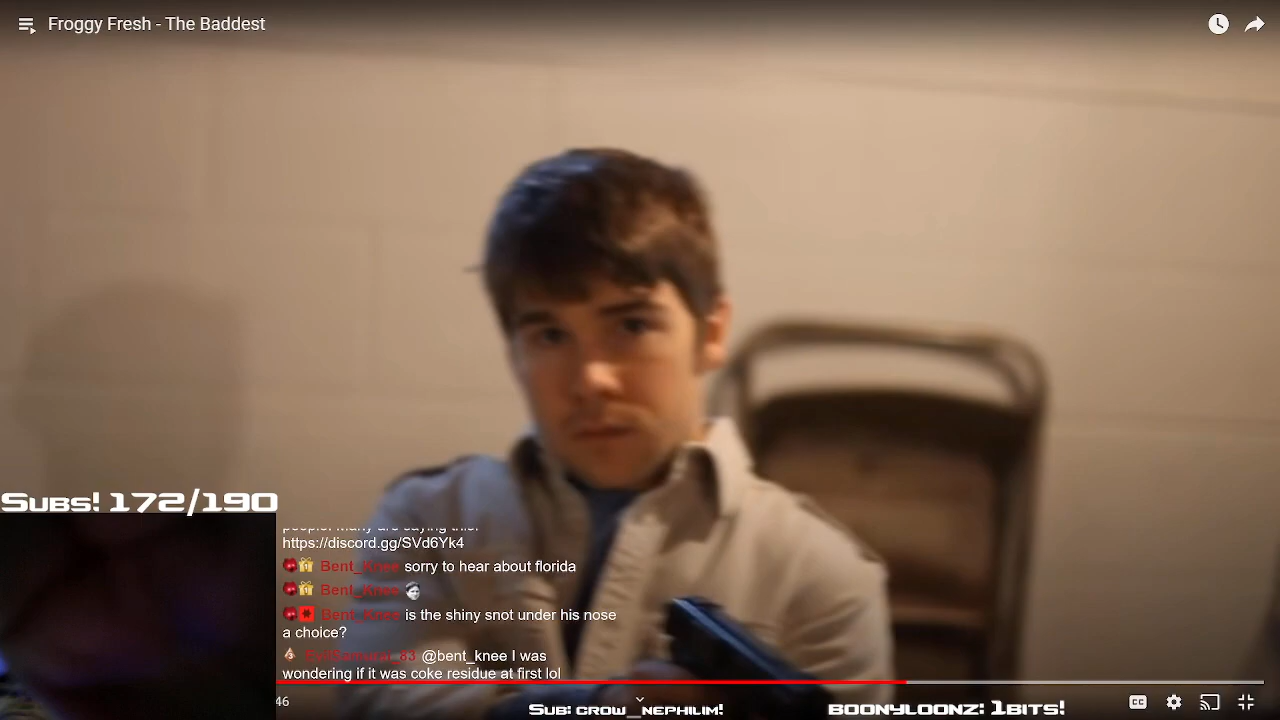 Froggy Fresh - The Baddest
Subs! 172/190
https://discord.gg/SVd6Yk4
Bent_Knee sorry to hear about florida
Bent_Knee
Bent_Knee is the shiny snot under his nose
a choice?
EvilSamurai_83 @bent_knee I was
wondering if it was coke residue at first lol
46
CC
Sub: crow_nephilim!
boonyloonz: 1bits!